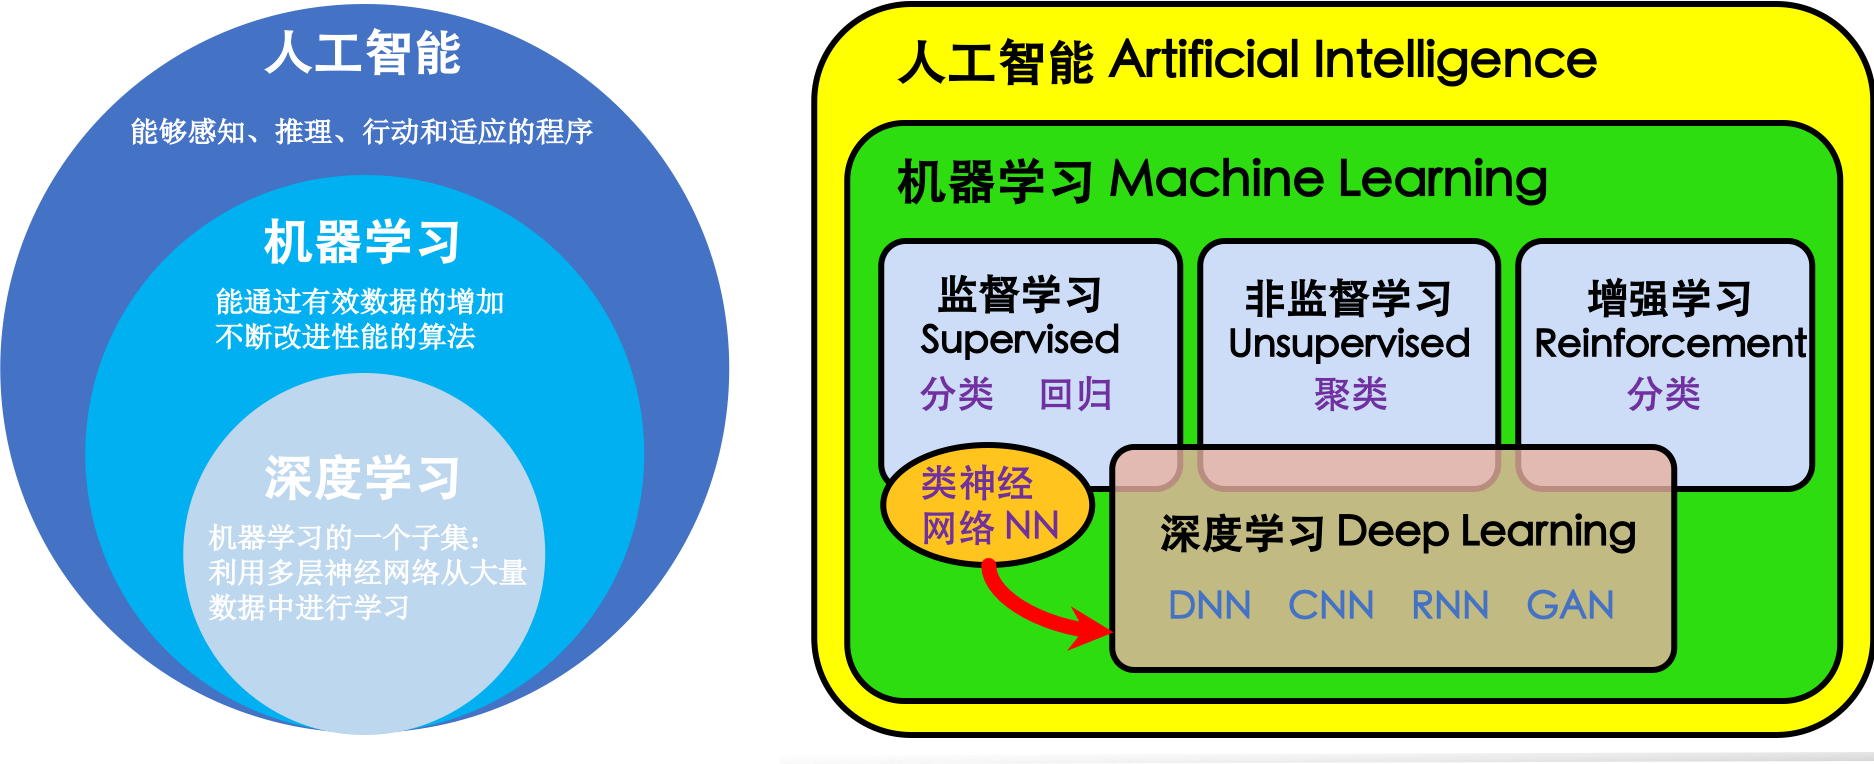 人工智能
能够感知、推理、行动和适应的程序
机器学习
能通过有效数据的增加
不断改进性能的算法
深度学习
机器学习的一个子集：
利用多层神经网络从大量
数据中进行学习
人工智能 Artificial Intelligence
机器学习 Machine Learning
监督学习
Supervised
分类 回归
非监督学习
Unsupervised
聚类
增强学习
Reinforcement
分类
类神经
网络 NN
深度学习 Deep Learning
DNN CNN RNN GAN